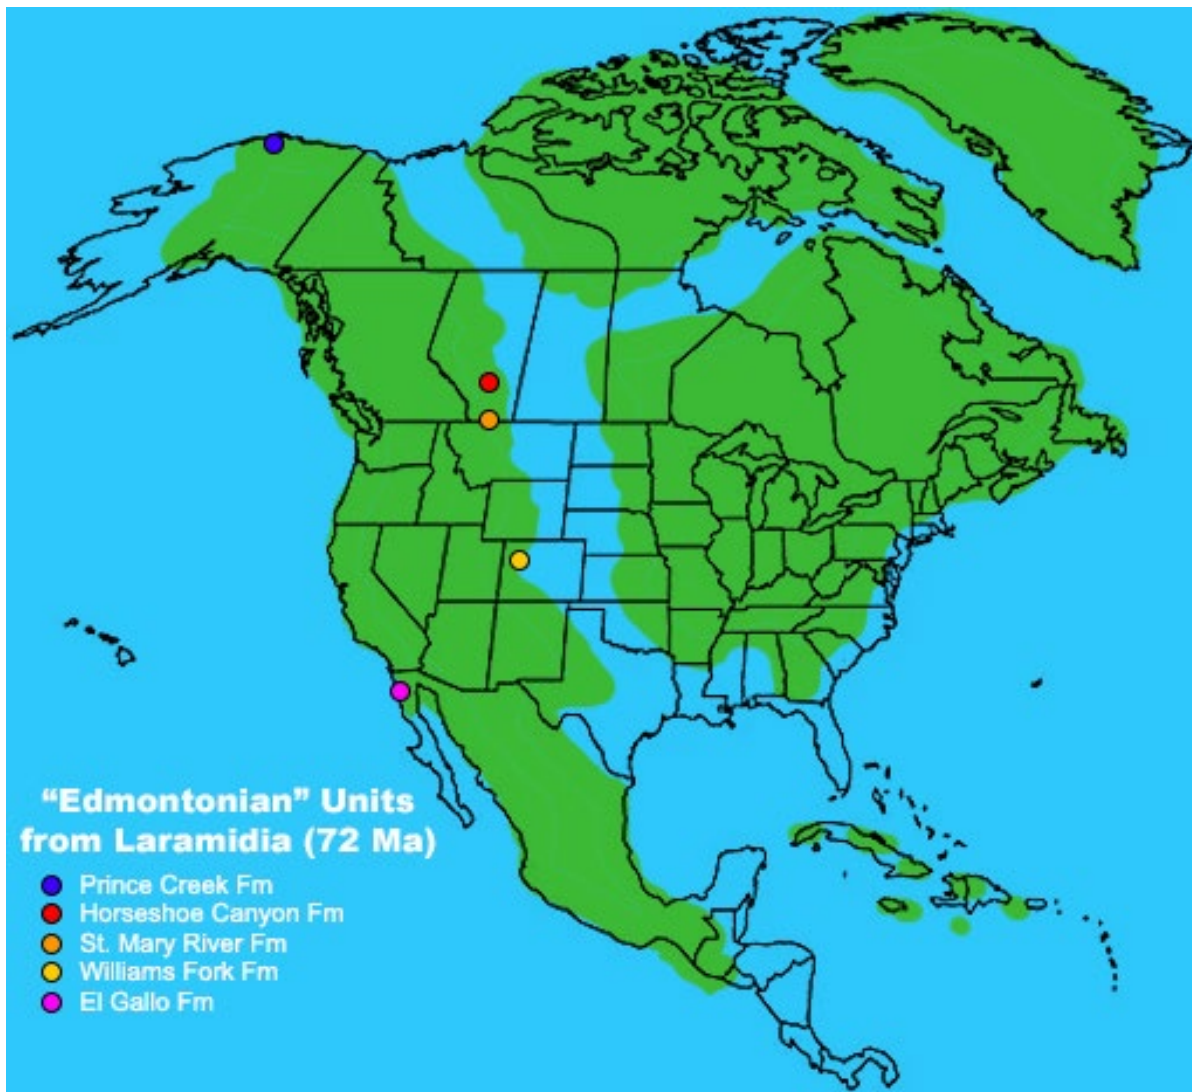 “Edmontonian” Units
from Laramidia (72 Ma)
Prince Creek Fm
Horseshoe Canyon Fm
St. Mary River Fm
Williams Fork Fm
El Gallo Fm